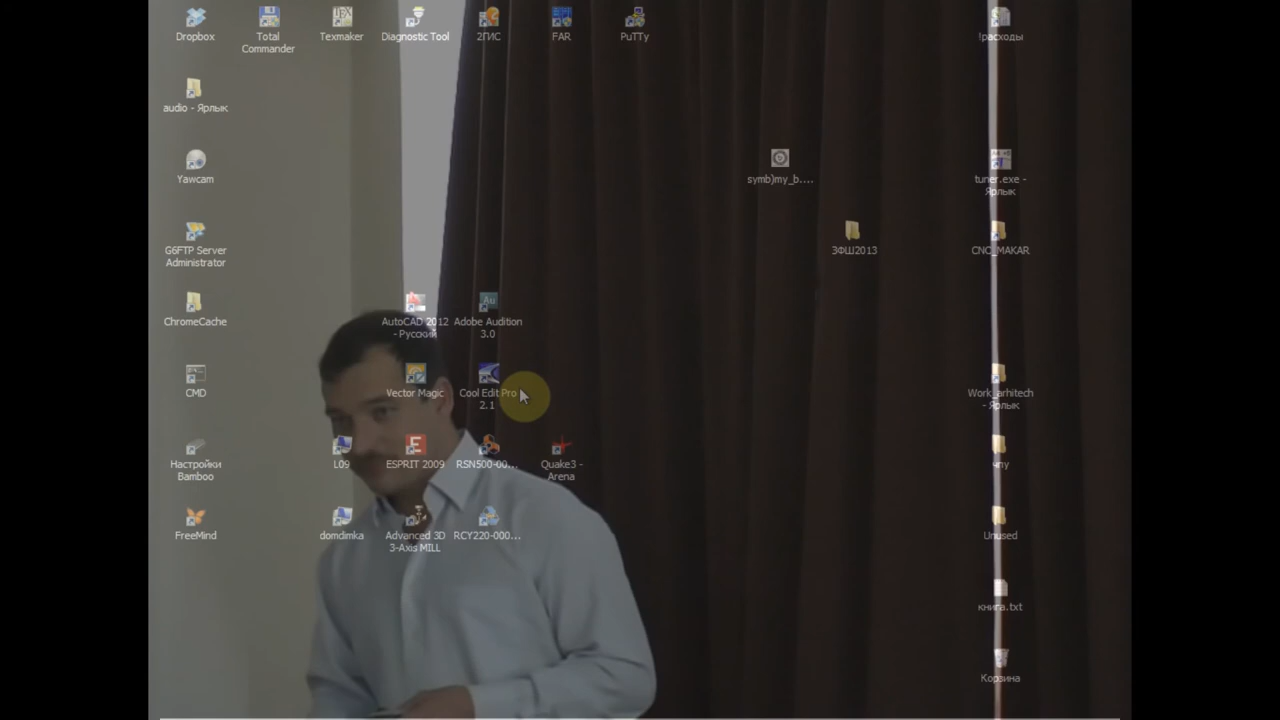 Dropbox
Total
Commander
Texmaker
Diagnostic Tool
2ГИС
FAR
PuTTy
!расходы
audio - Ярлык
Yawcam
symb)my_b....
tuner.exe -
Ярлык
G6FTP Server
Administrator
ЗФШ2013
CNC_MAKAR
ChromeCache
AutoCAD 2012
- Русский
Au
Adobe Audition
3.0
CMD
Vector Magic
Cool Edit Pro
2.1
Work_arhitech
- Ярлык
Настройки
Bamboo
L09
E
ESPRIT 2009
RSN500-00...
Quake3 -
Arena
чпу
FreeMind
domdimka
Advanced 3D
3-Axis MILL
RCY220-000...
Unused
книга.txt
Корзина